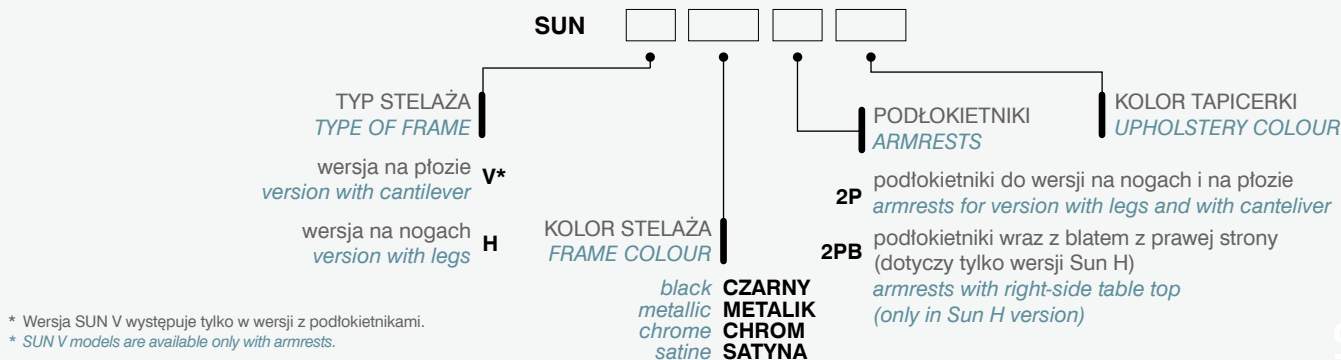 SUN
TYP STELAŻA
TYPE OF FRAME
wersja na płozie
version with cantilever
V*
wersja na nogach
version with legs
H
KOLOR STELAŻA
FRAME COLOUR
black CZARNY
metallic METALIK
chrome CHROM
satine SATYNA
PODŁOKIETNIKI
ARMRESTS
2P podłokietniki do wersji na nogach i na płozie
armrests for version with legs and with canteliver
2PB podłokietniki wraz z blatem z prawej strony
(dotyczy tylko wersji Sun H)
armrests with right-side table top
(only in Sun H version)
KOLOR TAPICERKI
UPHOLSTERY COLOUR
* Wersja SUN V występuje tylko w wersji z podłokietnikami.
* SUN V models are available only with armrests.